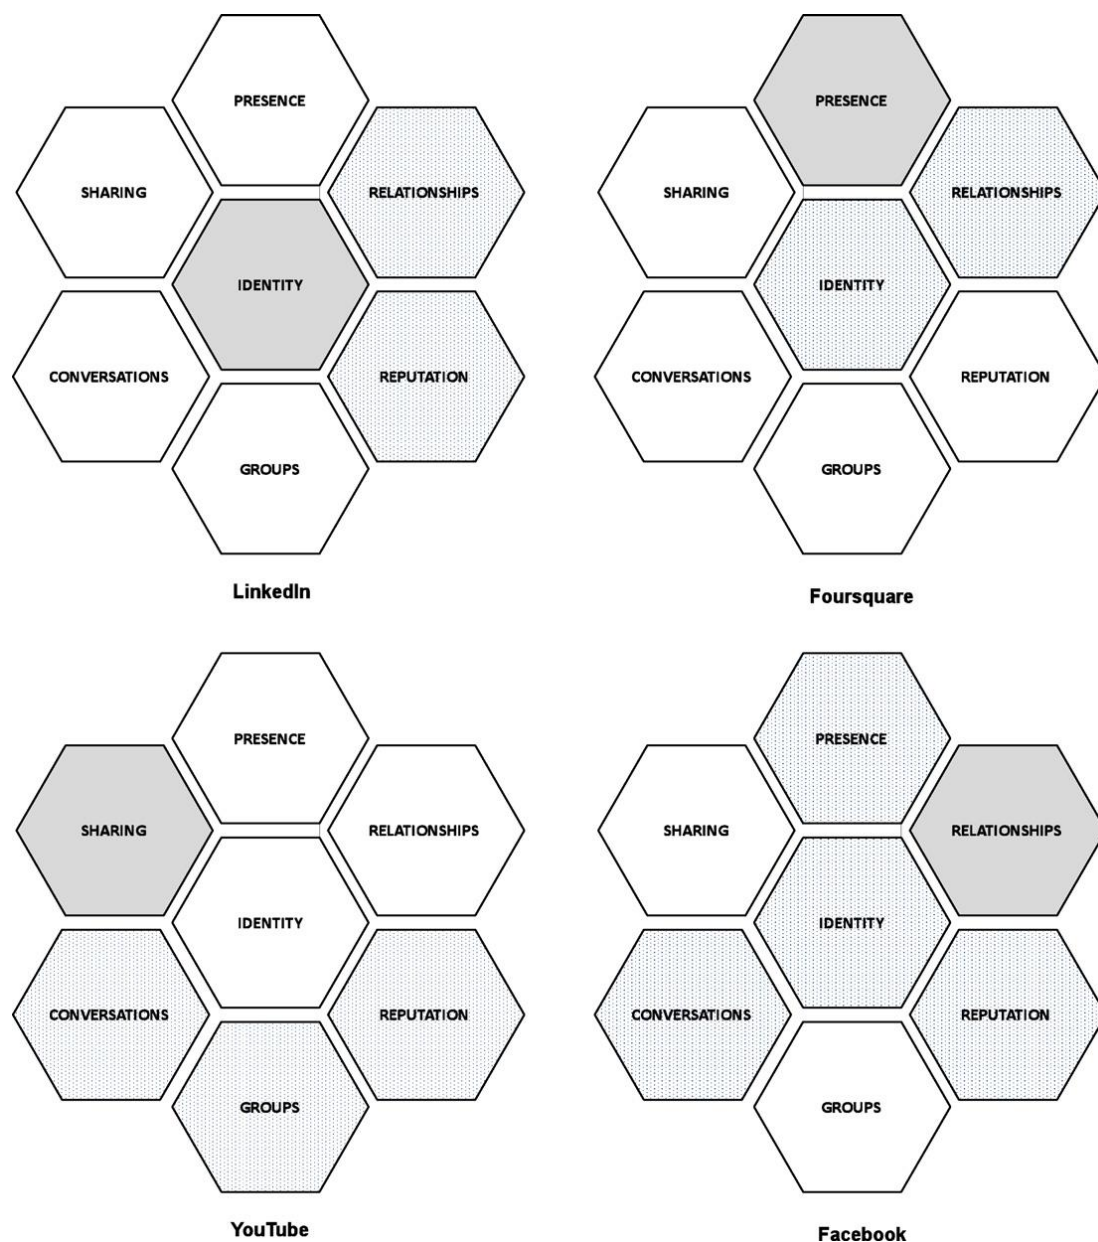 PRESENCE
SHARING
RELATIONSHIPS
IDENTITY
CONVERSATIONS
REPUTATION
GROUPS
LinkedIn
PRESENCE
SHARING
RELATIONSHIPS
IDENTITY
CONVERSATIONS
REPUTATION
GROUPS
Foursquare
PRESENCE
SHARING
RELATIONSHIPS
IDENTITY
CONVERSATIONS
REPUTATION
GROUPS
YouTube
PRESENCE
SHARING
RELATIONSHIPS
IDENTITY
CONVERSATIONS
REPUTATION
GROUPS
Facebook